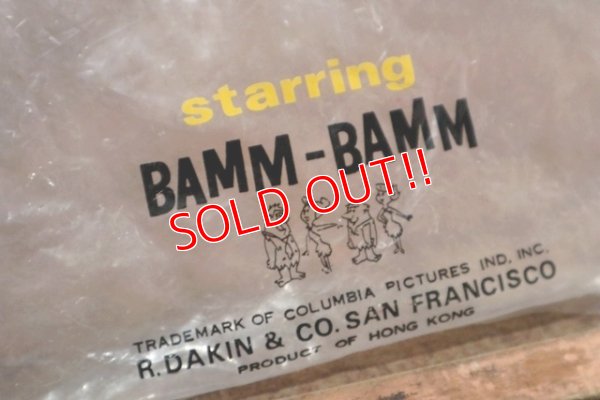 starring
BAMM-BAMM
SOLD OUT!!
TRADEMARK OF COLUMBIA PICTURES IND. INC.
R. DAKIN & CO. SAN FRANCISCO
PRODUCT OF HONG KONG